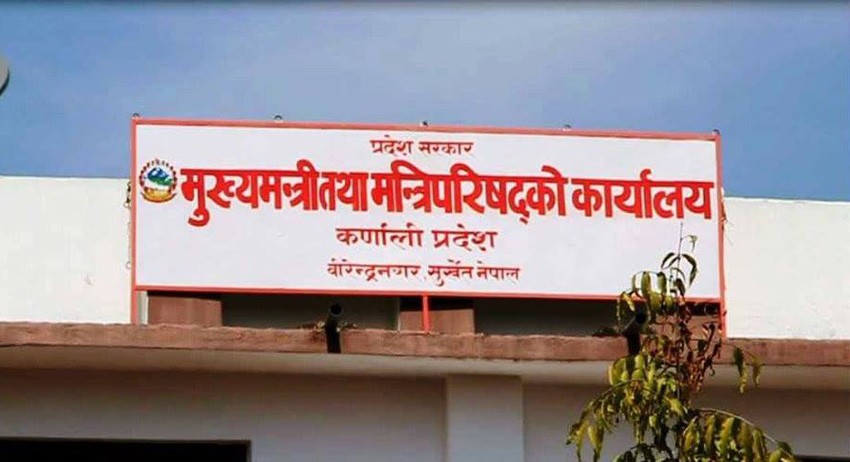 प्रदेश सरकार
मुख्यमन्त्री तथा मन्त्रिपरिषद्को कार्यालय
कर्णाली प्रदेश
वीरेन्द्रनगर, सुर्खेत नेपाल